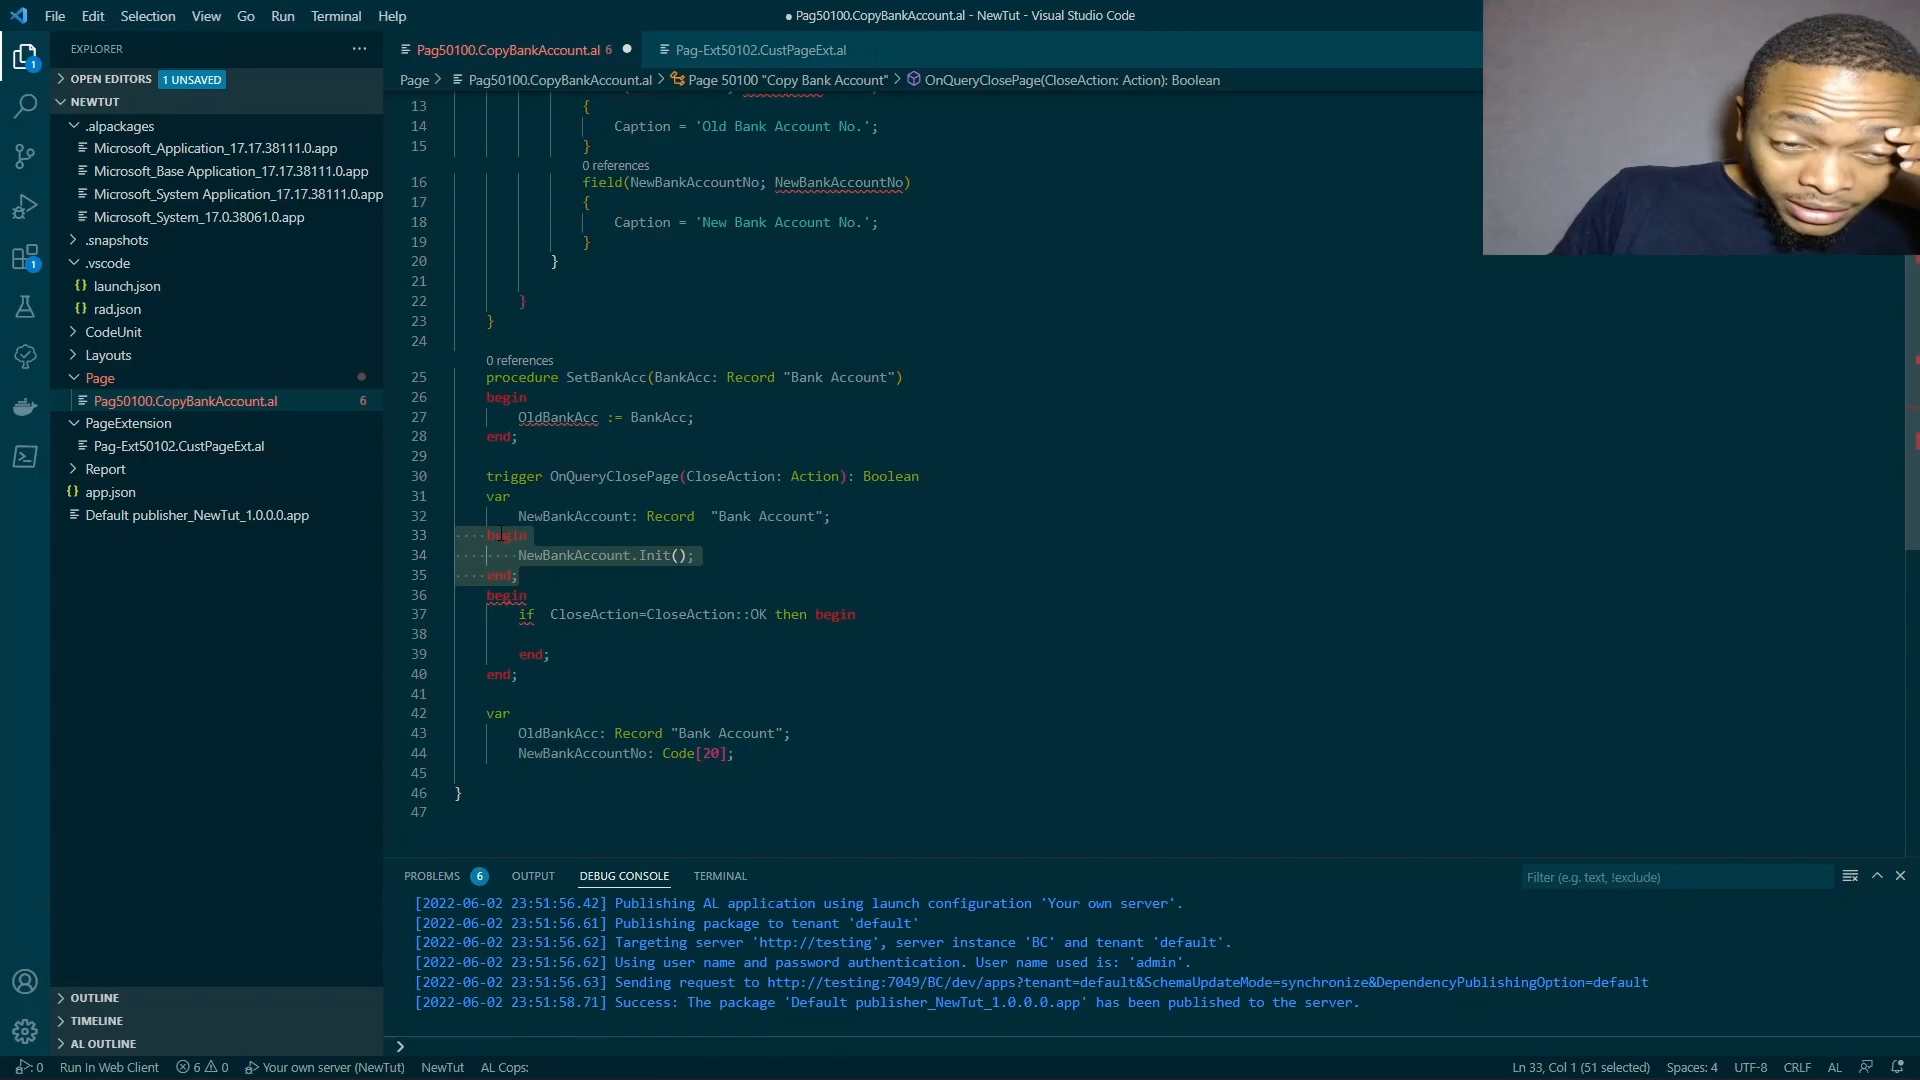 File Edit Selection View Go Run Terminal Help
● Pag50100.CopyBankAccount.al - NewTut - Visual Studio Code
EXPLORER
OPEN EDITORS 1 UNSAVED
NEWTUT
.alpackages
Microsoft_Application_17.17.38111.0.app
Microsoft_Base Application_17.17.38111.0.app
Microsoft_System Application_17.17.38111.0.app
Microsoft_System_17.0.38061.0.app
.snapshots
.vscode
launch.json
rad.json
CodeUnit
Layouts
Page
Pag50100.CopyBankAccount.al 6
PageExtension
Pag-Ext50102.CustPageExt.al
Report
app.json
Default publisher_NewTut_1.0.0.0.app
OUTLINE
TIMELINE
AL OUTLINE
Pag50100.CopyBankAccount.al 6 ● Pag-Ext50102.CustPageExt.al
Page > Pag50100.CopyBankAccount.al > Page 50100 "Copy Bank Account" > OnQueryClosePage(CloseAction: Action): Boolean
13 {
14 Caption = 'Old Bank Account No.';
15 }
0 references
16 field(NewBankAccountNo; NewBankAccountNo)
17 {
18 Caption = 'New Bank Account No.';
19 }
20 }
21
22 }
23 }
24
0 references
25 procedure SetBankAcc(BankAcc: Record "Bank Account")
26 begin
27 OldBankAcc := BankAcc;
28 end;
29
30 trigger OnQueryClosePage(CloseAction: Action): Boolean
31 var
32 NewBankAccount: Record  "Bank Account";
33 begin
34 NewBankAccount.Init();
35 end;
36 begin
37 if  CloseAction=CloseAction::OK then begin
38
39 end;
40 end;
41
42 var
43 OldBankAcc: Record "Bank Account";
44 NewBankAccountNo: Code[20];
45
46 }
47
PROBLEMS 6 OUTPUT DEBUG CONSOLE TERMINAL Filter (e.g. text, !exclude)
[2022-06-02 23:51:56.42] Publishing AL application using launch configuration 'Your own server'.
[2022-06-02 23:51:56.61] Publishing package to tenant 'default'
[2022-06-02 23:51:56.62] Targeting server 'http://testing', server instance 'BC' and tenant 'default'.
[2022-06-02 23:51:56.62] Using user name and password authentication. User name used is: 'admin'.
[2022-06-02 23:51:56.63] Sending request to http://testing:7049/BC/dev/apps?tenant=default&SchemaUpdateMode=synchronize&DependencyPublishingOption=default
[2022-06-02 23:51:58.71] Success: The package 'Default publisher_NewTut_1.0.0.0.app' has been published to the server.
0 Run In Web Client 6 0 Your own server (NewTut) NewTut AL Cops: Ln 33, Col 1 (51 selected) Spaces: 4 UTF-8 CRLF AL